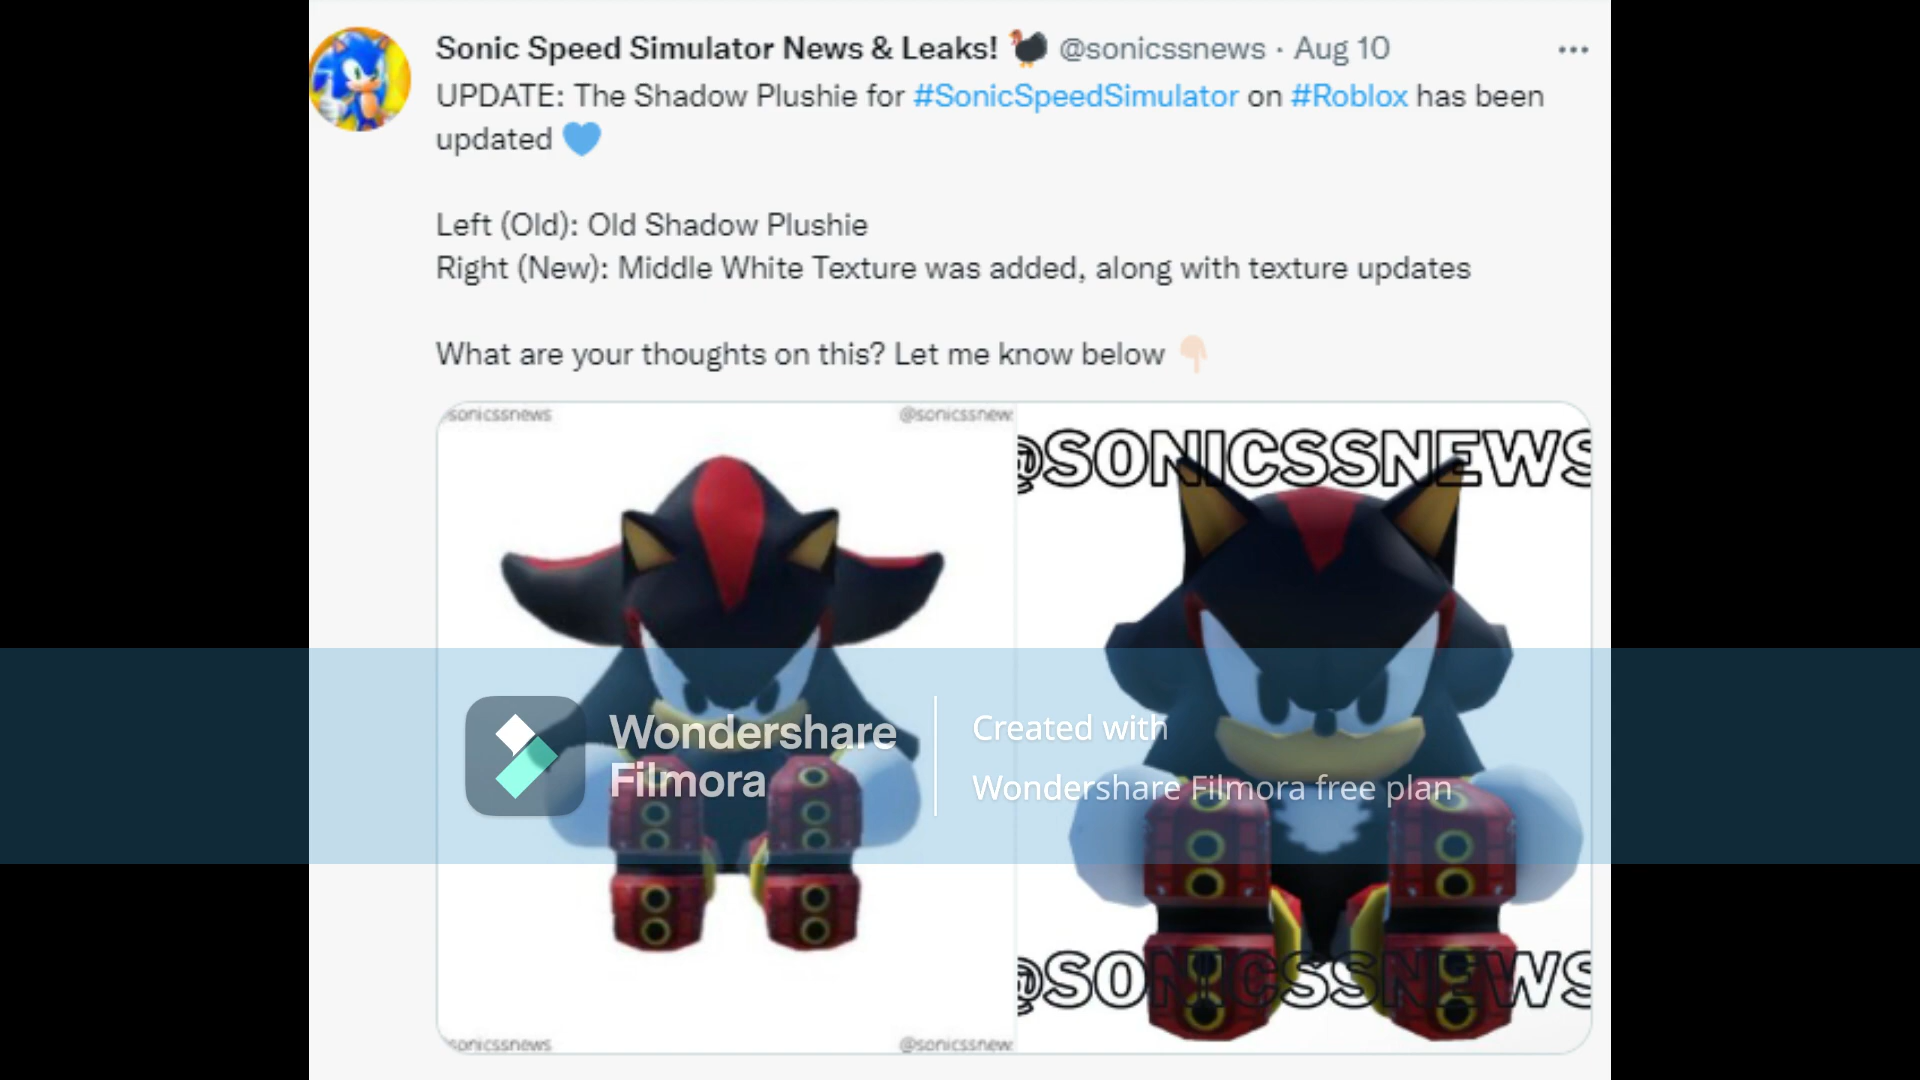 Sonic Speed Simulator News & Leaks! 🐓 @sonicssnews · Aug 10
UPDATE: The Shadow Plushie for #SonicSpeedSimulator on #Roblox has been
updated 💙
Left (Old): Old Shadow Plushie
Right (New): Middle White Texture was added, along with texture updates
What are your thoughts on this? Let me know below 👇🏻
sonicssnews
@sonicssnew
@SONICSSNEWS
Wondershare
Filmora
Created with
Wondershare Filmora free plan
@SONICSSNEWS
sonicssnews
@sonicssnew